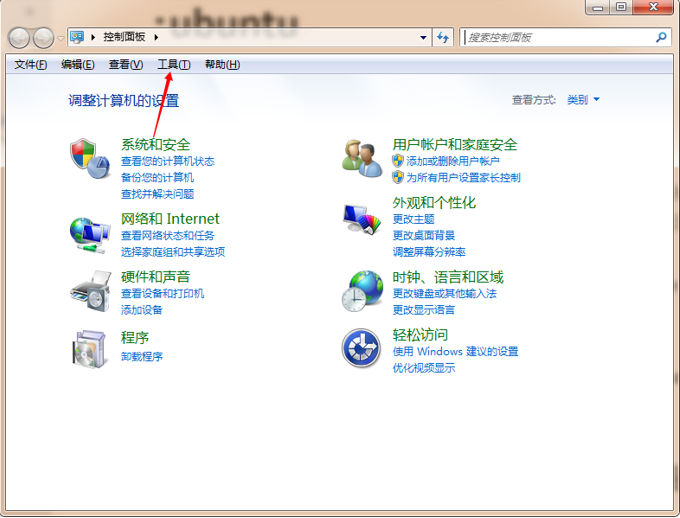 ubuntu
控制面板
搜索控制面板
文件(F) 编辑(E) 查看(V) 工具(T) 帮助(H)
调整计算机的设置
查看方式: 类别
系统和安全
查看您的计算机状态
备份您的计算机
查找并解决问题
网络和 Internet
查看网络状态和任务
选择家庭组和共享选项
硬件和声音
查看设备和打印机
添加设备
程序
卸载程序
用户帐户和家庭安全
添加或删除用户帐户
为所有用户设置家长控制
外观和个性化
更改主题
更改桌面背景
调整屏幕分辨率
时钟、语言和区域
更改键盘或其他输入法
更改显示语言
轻松访问
使用 Windows 建议的设置
优化视频显示